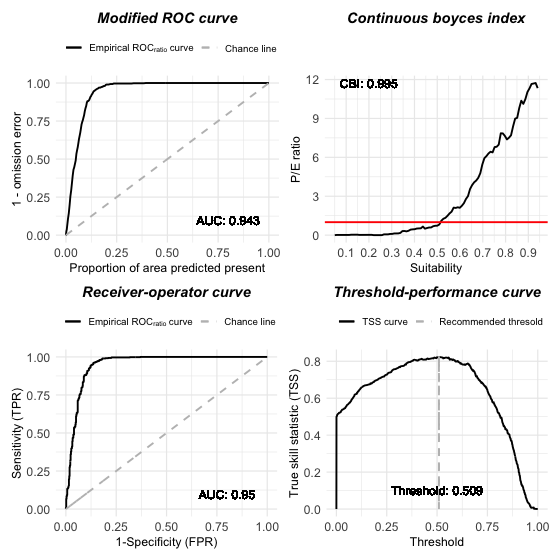 Modified ROC curve
Empirical ROCratio curve
Chance line
1 - omission error
1.00
0.75
0.50
0.25
0.00
AUC: 0.943
0.00 0.25 0.50 0.75 1.00
Proportion of area predicted present
Continuous boyces index
P/E ratio
12
9
6
3
0
CBI: 0.995
0.1 0.2 0.3 0.4 0.5 0.6 0.7 0.8 0.9
Suitability
Receiver-operator curve
Empirical ROCratio curve
Chance line
Sensitivity (TPR)
1.00
0.75
0.50
0.25
0.00
AUC: 0.95
0.00 0.25 0.50 0.75 1.00
1-Specificity (FPR)
Threshold-performance curve
TSS curve
Recommended thresold
True skill statistic (TSS)
0.8
0.6
0.4
0.2
0.0
Threshold: 0.509
0.00 0.25 0.50 0.75 1.00
Threshold